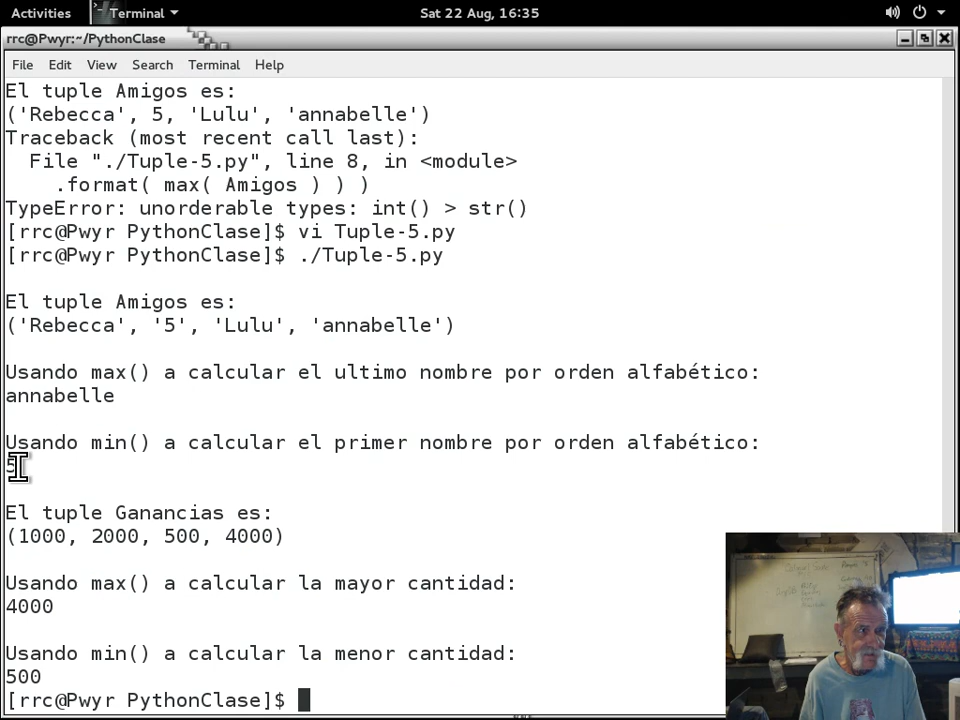 Activities Terminal Sat 22 Aug, 16:35
rrc@Pwyr:~/PythonClase
File Edit View Search Terminal Help
El tuple Amigos es:
('Rebecca', 5, 'Lulu', 'annabelle')
Traceback (most recent call last):
  File "./Tuple-5.py", line 8, in <module>
    .format( max( Amigos ) ) )
TypeError: unorderable types: int() > str()
[rrc@Pwyr PythonClase]$ vi Tuple-5.py
[rrc@Pwyr PythonClase]$ ./Tuple-5.py
El tuple Amigos es:
('Rebecca', '5', 'Lulu', 'annabelle')
Usando max() a calcular el ultimo nombre por orden alfabético:
annabelle
Usando min() a calcular el primer nombre por orden alfabético:
5
El tuple Ganancias es:
(1000, 2000, 500, 4000)
Usando max() a calcular la mayor cantidad:
4000
Usando min() a calcular la menor cantidad:
500
[rrc@Pwyr PythonClase]$